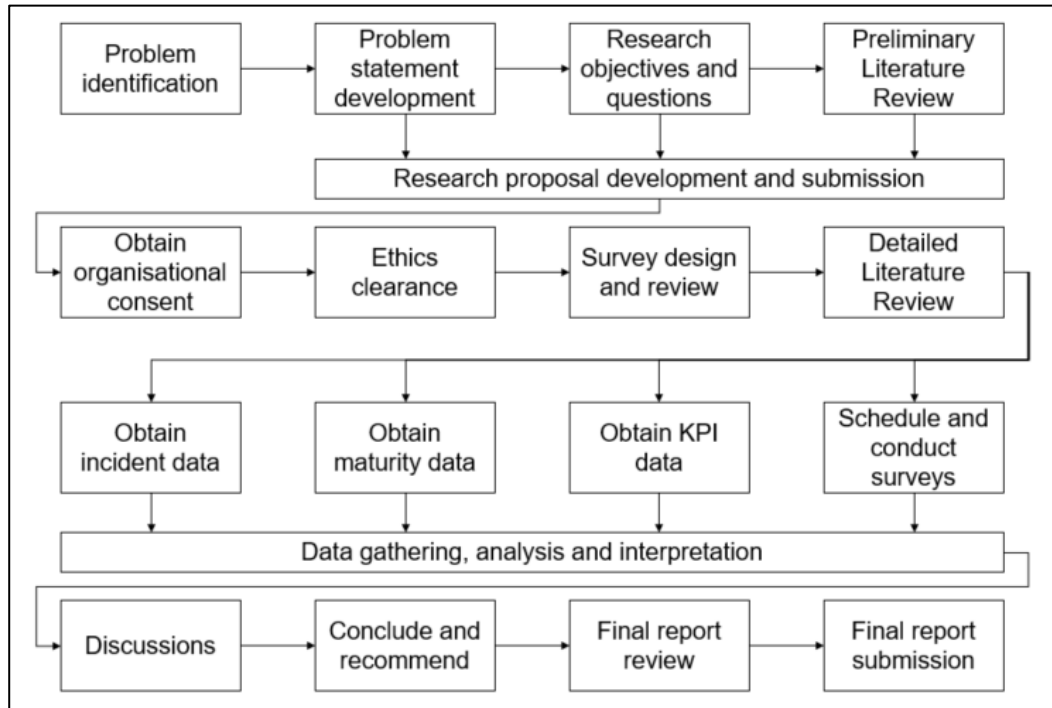 Problem
identification
Problem
statement
development
Research
objectives and
questions
Preliminary
Literature
Review
Research proposal development and submission
Obtain
organisational
consent
Ethics
clearance
Survey design
and review
Detailed
Literature
Review
Obtain
incident data
Obtain
maturity data
Obtain KPI
data
Schedule and
conduct
surveys
Data gathering, analysis and interpretation
Discussions
Conclude and
recommend
Final report
review
Final report
submission